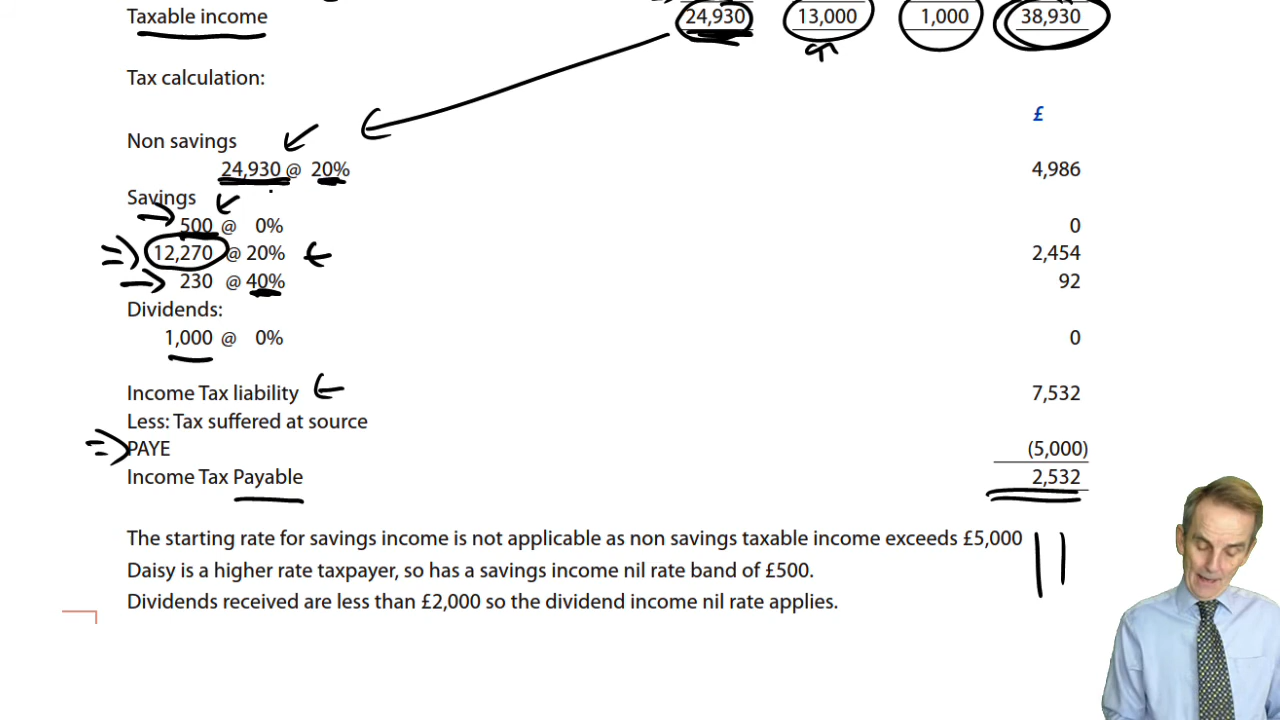 Taxable income 24,930 13,000 1,000 38,930
Tax calculation:
£
Non savings
24,930 @ 20% 4,986
Savings
500 @ 0% 0
12,270 @ 20% 2,454
230 @ 40% 92
Dividends:
1,000 @ 0% 0
Income Tax liability 7,532
Less: Tax suffered at source
PAYE (5,000)
Income Tax Payable 2,532
The starting rate for savings income is not applicable as non savings taxable income exceeds £5,000
Daisy is a higher rate taxpayer, so has a savings income nil rate band of £500.
Dividends received are less than £2,000 so the dividend income nil rate applies.